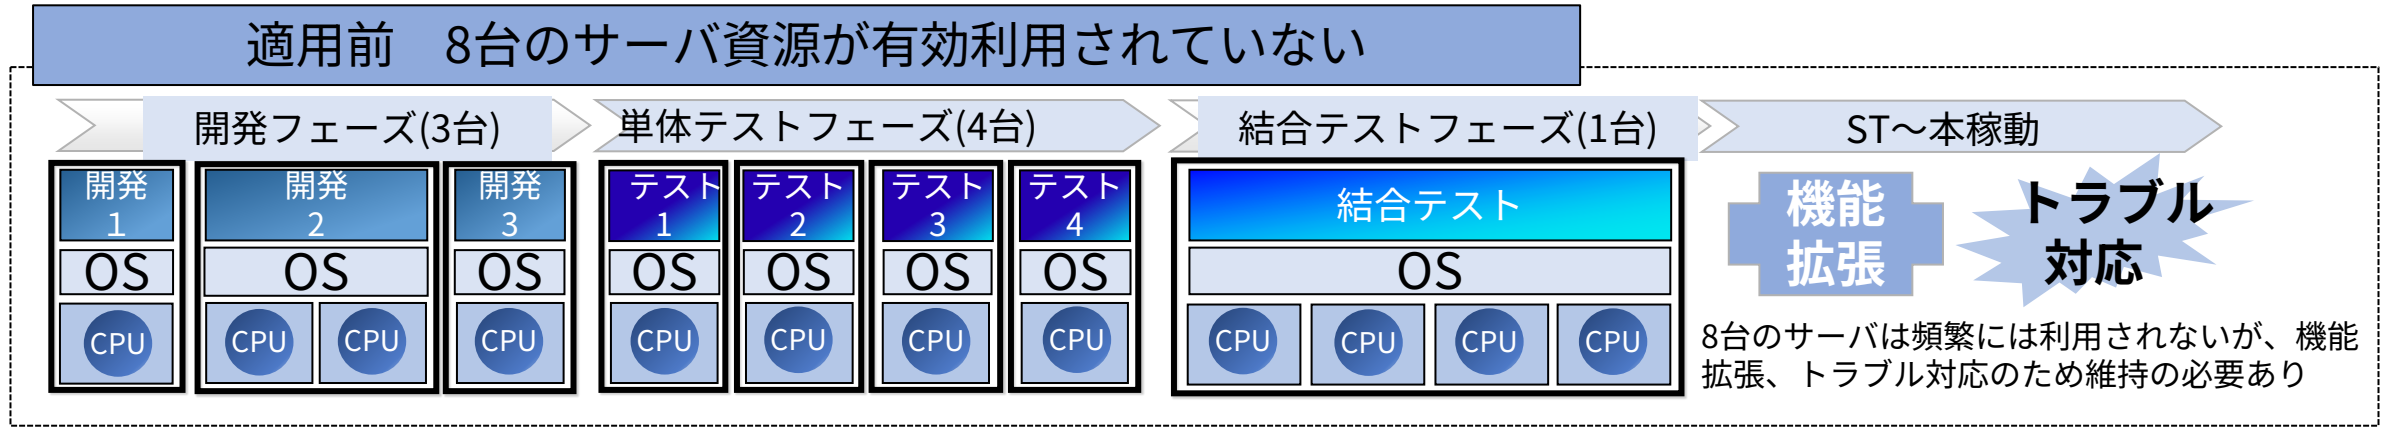 適用前　8台のサーバ資源が有効利用されていない
開発フェーズ(3台)
単体テストフェーズ(4台)
結合テストフェーズ(1台)
ST～本稼動
開発
１
OS
CPU
開発
2
OS
CPU
CPU
開発
3
OS
CPU
テスト
1
OS
CPU
テスト
2
OS
CPU
テスト
3
OS
CPU
テスト
4
OS
CPU
結合テスト
OS
CPU
CPU
CPU
CPU
機能
拡張
トラブル
対応
8台のサーバは頻繁には利用されないが、機能
拡張、トラブル対応のため維持の必要あり